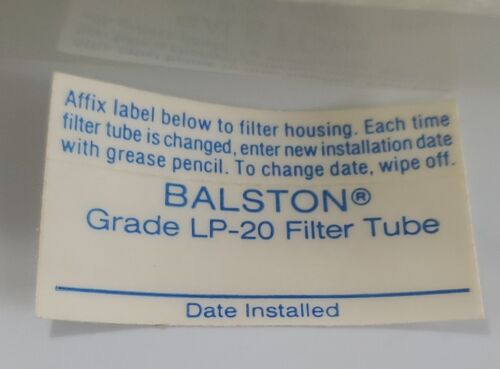 Affix label below to filter housing. Each time
filter tube is changed, enter new installation date
with grease pencil. To change date, wipe off.
BALSTON®
Grade LP-20 Filter Tube
Date Installed